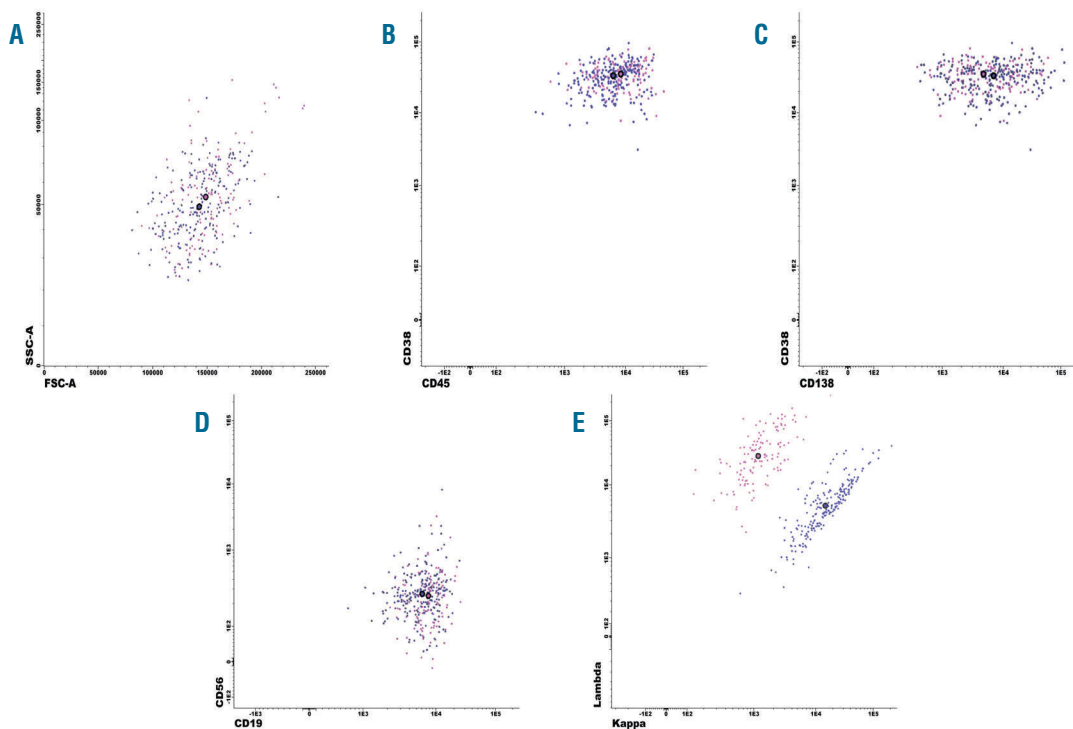 A
B
C
250000
150000
100000
50000
0
SSC-A
0
50000
100000
150000
200000
250000
FSC-A
1E5
1E4
1E3
1E2
0
CD38
-1E2
0
1E2
1E3
1E4
1E5
CD45
1E5
1E4
1E3
1E2
0
CD38
-1E2
0
1E2
1E3
1E4
1E5
CD138
D
E
1E5
1E4
1E3
1E2
0
-1E2
CD56
-1E3
0
1E3
1E4
1E5
CD19
1E5
1E4
1E3
1E2
0
Lambda
-1E2
0
1E2
1E3
1E4
1E5
Kappa